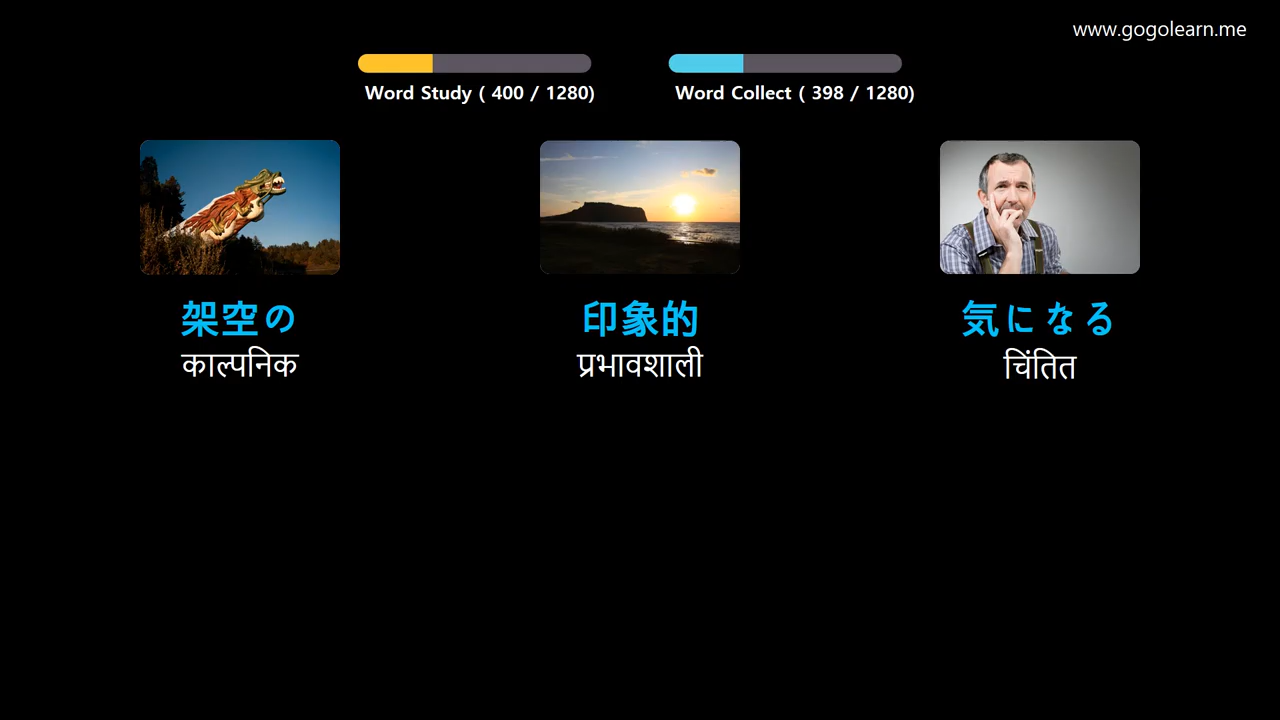 www.gogolearn.me
Word Study ( 400 / 1280)
Word Collect ( 398 / 1280)
架空の
印象的
気になる
काल्पनिक
प्रभावशाली
चिंतित